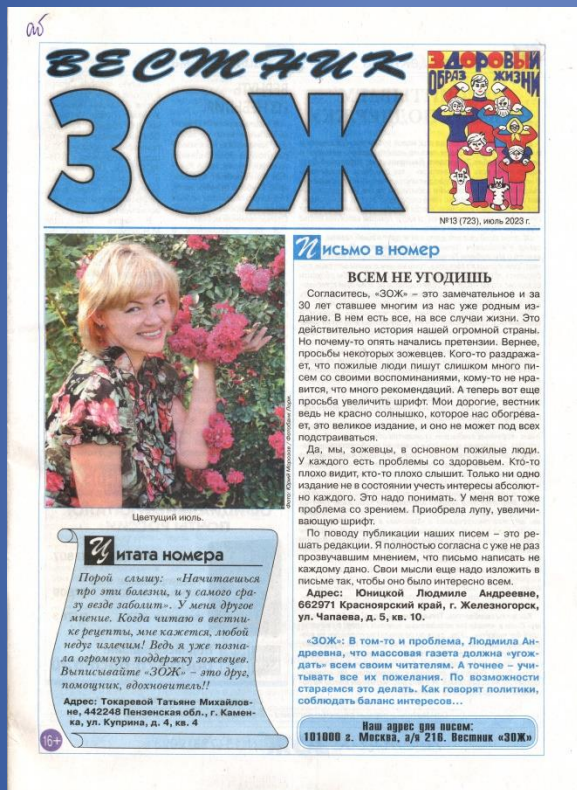 об
ВЕСТНИК
ЗОЖ
ЗДОРОВЫЙ
ОБРАЗ ЖИЗНИ
№13 (723), июль 2023 г.
Фото: Юрий Морозов / Фотобанк Лори.
Цветущий июль.
Цитата номера
Порой слышу: «Начитаешься
про эти болезни, и у самого сра-
зу везде заболит». У меня другое
мнение. Когда читаю в вестни-
ке рецепты, мне кажется, любой
недуг излечим! Ведь я уже позна-
ла огромную поддержку зожевцев.
Выписывайте «ЗОЖ» – это друг,
помощник, вдохновитель!!
Адрес: Токаревой Татьяне Михайлов-
не, 442248 Пензенская обл., г. Камен-
ка, ул. Куприна, д. 4, кв. 4
16+
Письмо в номер
ВСЕМ НЕ УГОДИШЬ
Согласитесь, «ЗОЖ» – это замечательное и за
30 лет ставшее многим из нас уже родным из-
дание. В нем есть все, на все случаи жизни. Это
действительно история нашей огромной страны.
Но почему-то опять начались претензии. Вернее,
просьбы некоторых зожевцев. Кого-то раздража-
ет, что пожилые люди пишут слишком много пи-
сем со своими воспоминаниями, кому-то не нра-
вится, что много рекомендаций. А теперь вот еще
просьба увеличить шрифт. Мои дорогие, вестник
ведь не красно солнышко, которое нас обогрева-
ет, это великое издание, и оно не может под всех
подстраиваться.
Да, мы, зожевцы, в основном пожилые люди.
У каждого есть проблемы со здоровьем. Кто-то
плохо видит, кто-то плохо слышит. Только ни одно
издание не в состоянии учесть интересы абсолют-
но каждого. Это надо понимать. У меня вот тоже
проблема со зрением. Приобрела лупу, увеличи-
вающую шрифт.
По поводу публикации наших писем – это ре-
шать редакции. Я полностью согласна с уже не раз
прозвучавшим мнением, что письмо написать не
каждому дано. Свои мысли еще надо изложить в
письме так, чтобы оно было интересно всем.
Адрес: Юницкой Людмиле Андреевне,
662971 Красноярский край, г. Железногорск,
ул. Чапаева, д. 5, кв. 10.
«ЗОЖ»: В том-то и проблема, Людмила Ан-
дреевна, что массовая газета должна «угож-
дать» всем своим читателям. А точнее – учи-
тывать все их пожелания. По возможности
стараемся это делать. Как говорят политики,
соблюдать баланс интересов...
Наш адрес для писем:
101000 г. Москва, а/я 216. Вестник «ЗОЖ»